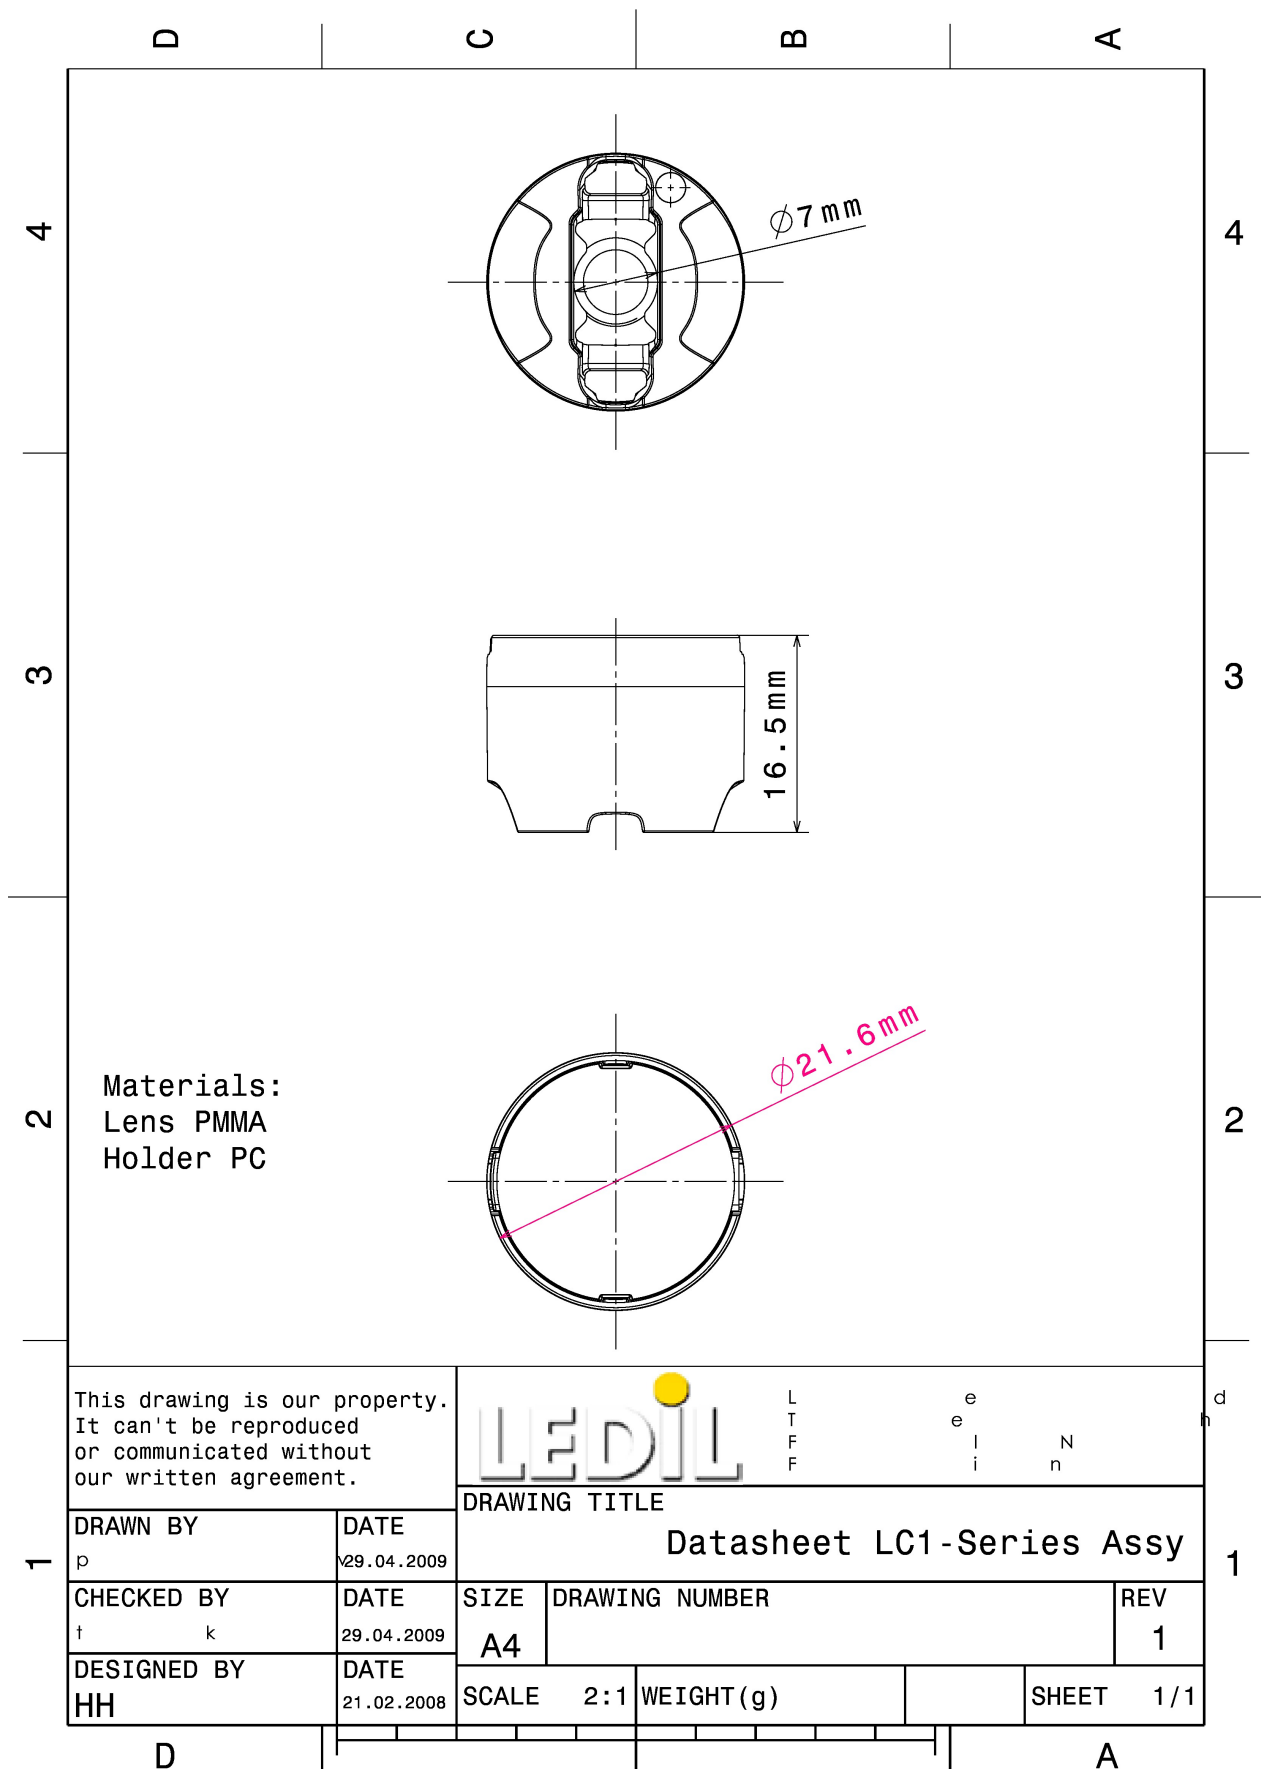 D C B A
4
4
Ø7mm
3
3
16.5mm
Ø21.6mm
2
2
Materials:
Lens PMMA
Holder PC
This drawing is our property.
It can't be reproduced
or communicated without
our written agreement.
LEDiL
L e d
T e h
F I N
F i n
DRAWING TITLE
Datasheet LC1-Series Assy
1
1
DRAWN BY
p
DATE
29.04.2009
CHECKED BY
t k
DATE
29.04.2009
DESIGNED BY
HH
DATE
21.02.2008
SIZE
A4
DRAWING NUMBER
REV
1
SCALE 2:1
WEIGHT(g)
SHEET 1/1
D A